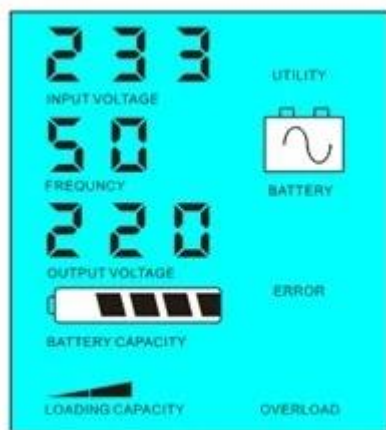 233
UTILITY
INPUT VOLTAGE
50
FREQUNCY
BATTERY
220
OUTPUT VOLTAGE
ERROR
BATTERY CAPACITY
LOADING CAPACITY
OVERLOAD